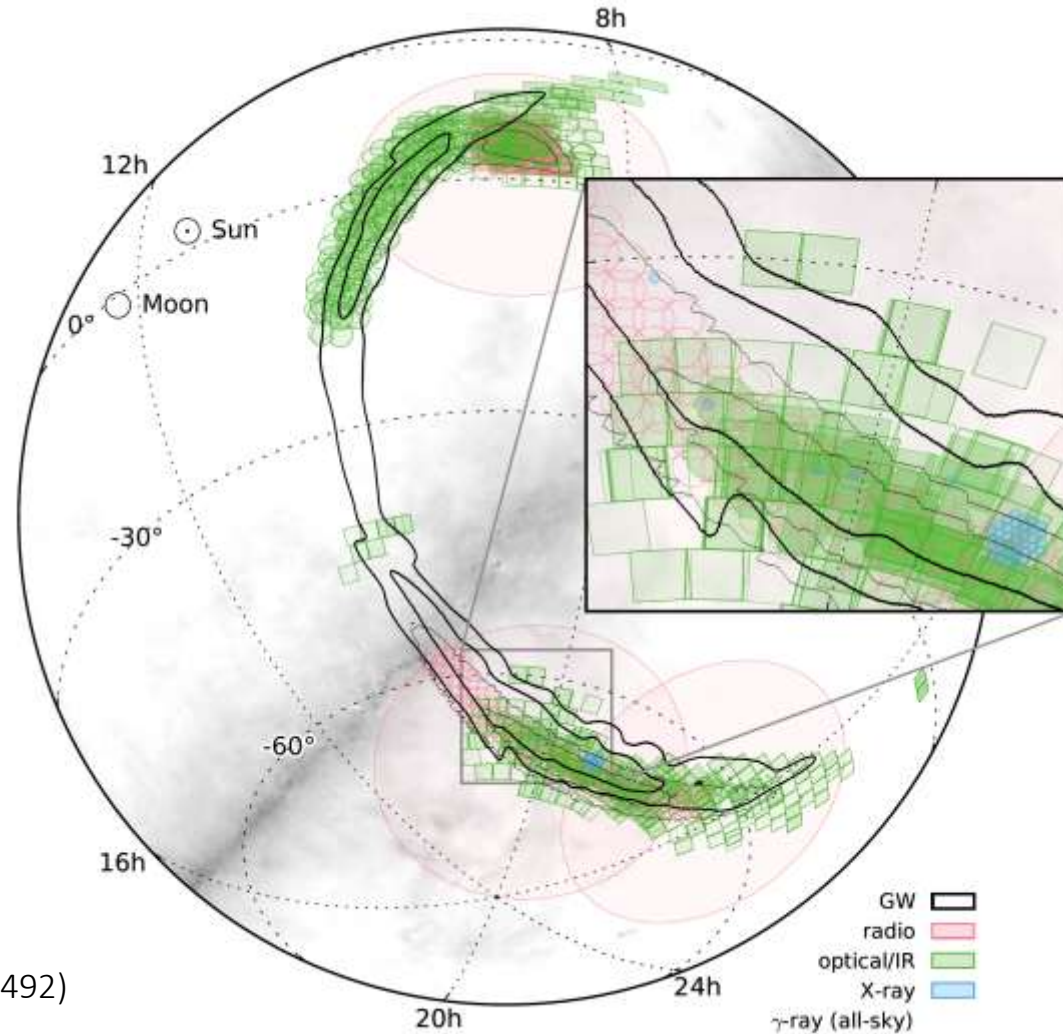 8h
12h
Sun
Moon
0°
-30°
-60°
16h
GW
radio
optical/IR
X-ray
γ-ray (all-sky)
492)
24h
20h